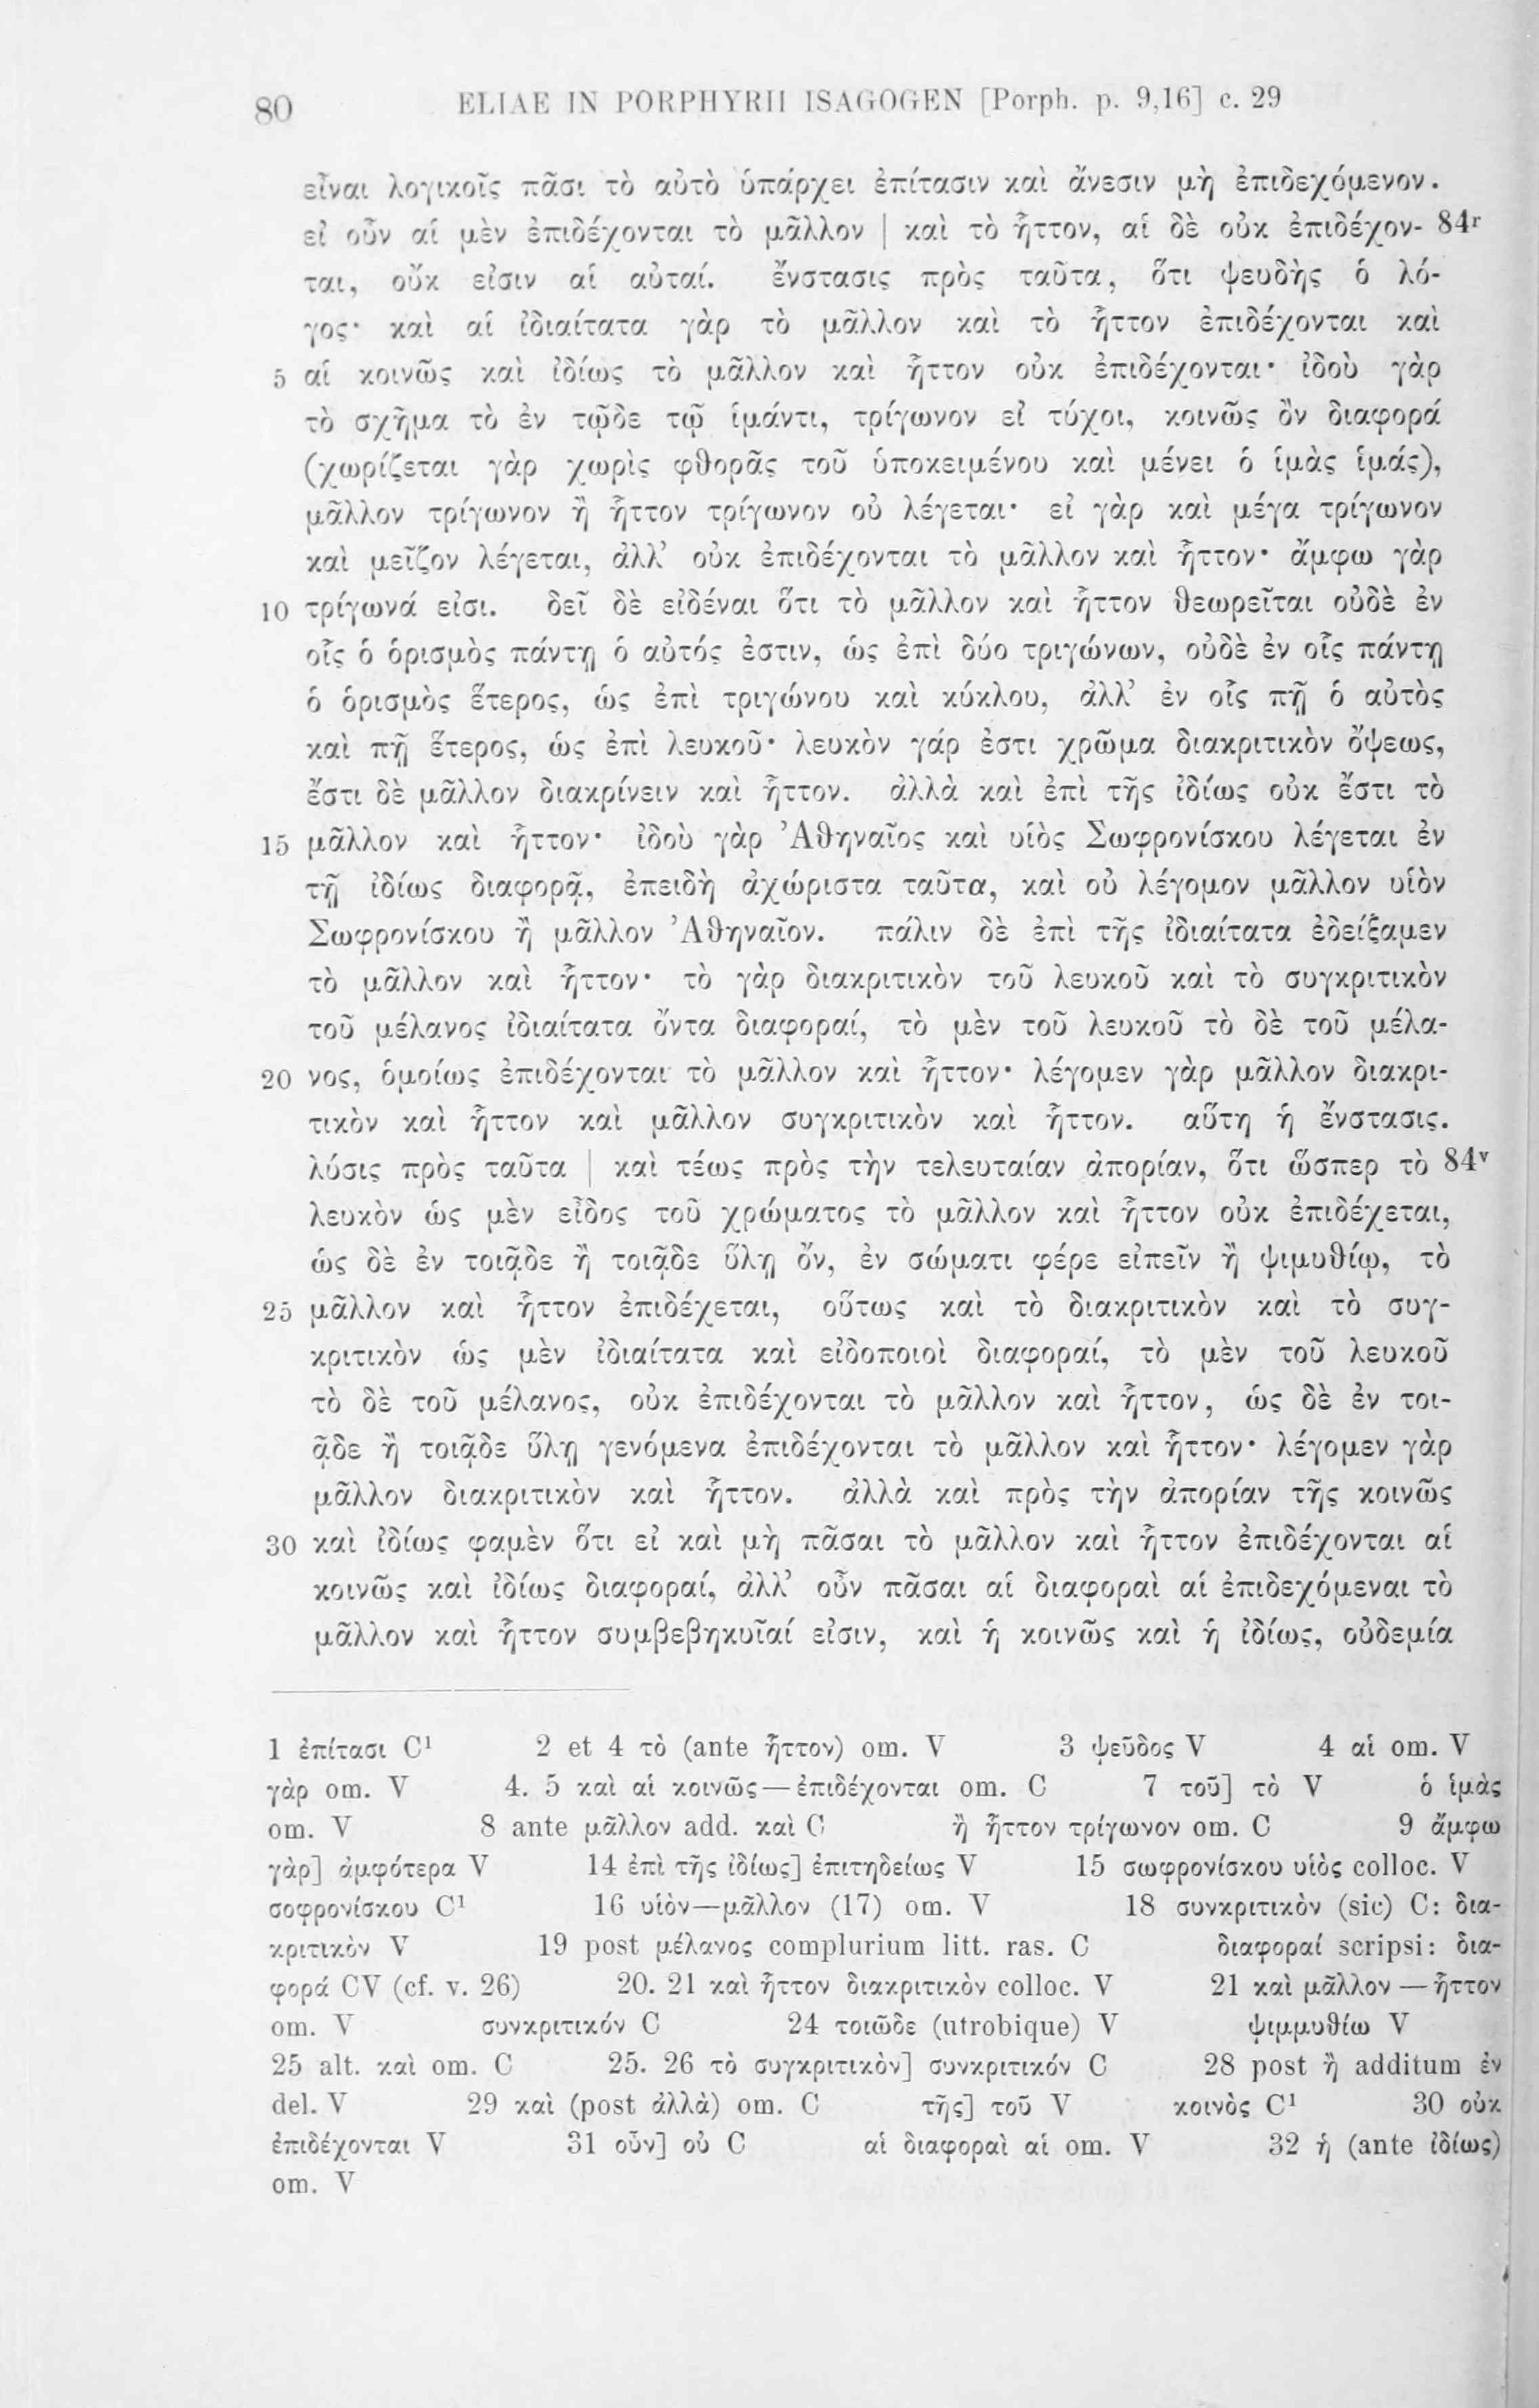 80 ELIAE IN PORPHYRII ISAGOGEN [Porph. p. 9,16] c. 29
εἶναι λογικοῖς πᾶσι τὸ αὐτὸ ὑπάρχει ἐπίτασιν καὶ ἄνεσιν μὴ ἐπιδεχόμενον.
εἰ οὖν αἱ μὲν ἐπιδέχονται τὸ μᾶλλον | καὶ τὸ ἧττον, αἱ δὲ οὐκ ἐπιδέχον- 84r
ται, οὔκ εἰσιν αἱ αὐταί. ἔνστασις πρὸς ταῦτα, ὅτι ψευδὴς ὁ λό-
γος· καὶ αἱ ἰδιαίτατα γὰρ τὸ μᾶλλον καὶ τὸ ἧττον ἐπιδέχονται καὶ
5 αἱ κοινῶς καὶ ἰδίως τὸ μᾶλλον καὶ ἧττον οὐκ ἐπιδέχονται· ἰδοὺ γὰρ
τὸ σχῆμα τὸ ἐν τῷδε τῷ ἱμάντι, τρίγωνον εἰ τύχοι, κοινῶς ὂν διαφορά
(χωρίζεται γὰρ χωρὶς φθορᾶς τοῦ ὑποκειμένου καὶ μένει ὁ ἱμὰς ἱμάς),
μᾶλλον τρίγωνον ἢ ἧττον τρίγωνον οὐ λέγεται· εἰ γὰρ καὶ μέγα τρίγωνον
καὶ μεῖζον λέγεται, ἀλλ’ οὐκ ἐπιδέχονται τὸ μᾶλλον καὶ ἧττον· ἄμφω γὰρ
10 τρίγωνά εἰσι. δεῖ δὲ εἰδέναι ὅτι τὸ μᾶλλον καὶ ἧττον θεωρεῖται οὐδὲ ἐν
οἷς ὁ ὁρισμὸς πάντῃ ὁ αὐτός ἐστιν, ὡς ἐπὶ δύο τριγώνων, οὐδὲ ἐν οἷς πάντῃ
ὁ ὁρισμὸς ἕτερος, ὡς ἐπὶ τριγώνου καὶ κύκλου, ἀλλ’ ἐν οἷς πῇ ὁ αὐτὸς
καὶ πῇ ἕτερος, ὡς ἐπὶ λευκοῦ· λευκὸν γάρ ἐστι χρῶμα διακριτικὸν ὄψεως,
ἔστι δὲ μᾶλλον διακρίνειν καὶ ἧττον. ἀλλὰ καὶ ἐπὶ τῆς ἰδίως οὐκ ἔστι τὸ
15 μᾶλλον καὶ ἧττον· ἰδοὺ γὰρ Ἀθηναῖος καὶ υἱὸς Σωφρονίσκου λέγεται ἐν
τῇ ἰδίως διαφορᾷ, ἐπειδὴ ἀχώριστα ταῦτα, καὶ οὐ λέγομον μᾶλλον υἱὸν
Σωφρονίσκου ἢ μᾶλλον Ἀθηναῖον. πάλιν δὲ ἐπὶ τῆς ἰδιαίτατα ἐδείξαμεν
τὸ μᾶλλον καὶ ἧττον· τὸ γὰρ διακριτικὸν τοῦ λευκοῦ καὶ τὸ συγκριτικὸν
τοῦ μέλανος ἰδιαίτατα ὄντα διαφοραί, τὸ μὲν τοῦ λευκοῦ τὸ δὲ τοῦ μέλα-
20 νος, ὁμοίως ἐπιδέχονται τὸ μᾶλλον καὶ ἧττον· λέγομεν γὰρ μᾶλλον διακρι-
τικὸν καὶ ἧττον καὶ μᾶλλον συγκριτικὸν καὶ ἧττον. αὕτη ἡ ἔνστασις.
λύσις πρὸς ταῦτα | καὶ τέως πρὸς τὴν τελευταίαν ἀπορίαν, ὅτι ὥσπερ τὸ 84v
λευκὸν ὡς μὲν εἶδος τοῦ χρώματος τὸ μᾶλλον καὶ ἧττον οὐκ ἐπιδέχεται,
ὡς δὲ ἐν τοιᾷδε ἢ τοιᾷδε ὕλῃ ὄν, ἐν σώματι φέρε εἰπεῖν ἢ ψιμυθίῳ, τὸ
25 μᾶλλον καὶ ἧττον ἐπιδέχεται, οὕτως καὶ τὸ διακριτικὸν καὶ τὸ συγ-
κριτικὸν ὡς μὲν ἰδιαίτατα καὶ εἰδοποιοὶ διαφοραί, τὸ μὲν τοῦ λευκοῦ
τὸ δὲ τοῦ μέλανος, οὐκ ἐπιδέχονται τὸ μᾶλλον καὶ ἧττον, ὡς δὲ ἐν τοι-
ᾷδε ἢ τοιᾷδε ὕλῃ γενόμενα ἐπιδέχονται τὸ μᾶλλον καὶ ἧττον· λέγομεν γὰρ
μᾶλλον διακριτικὸν καὶ ἧττον. ἀλλὰ καὶ πρὸς τὴν ἀπορίαν τῆς κοινῶς
30 καὶ ἰδίως φαμὲν ὅτι εἰ καὶ μὴ πᾶσαι τὸ μᾶλλον καὶ ἧττον ἐπιδέχονται αἱ
κοινῶς καὶ ἰδίως διαφοραί, ἀλλ’ οὖν πᾶσαι αἱ διαφοραὶ αἱ ἐπιδεχόμεναι τὸ
μᾶλλον καὶ ἧττον συμβεβηκυῖαί εἰσιν, καὶ ἡ κοινῶς καὶ ἡ ἰδίως, οὐδεμία
1 ἐπίτασι C¹ 2 et 4 τὸ (ante ἧττον) om. V 3 ψεῦδος V 4 αἱ om. V
γὰρ om. V 4. 5 καὶ αἱ κοινῶς—ἐπιδέχονται om. C 7 τοῦ] τὸ V ὁ ἱμὰς
om. V 8 ante μᾶλλον add. καὶ C ἢ ἧττον τρίγωνον om. C 9 ἄμφω
γὰρ] ἀμφότερα V 14 ἐπὶ τῆς ἰδίως] ἐπιτηδείως V 15 σωφρονίσκου υἱὸς colloc. V
σοφρονίσκου C¹ 16 υἱὸν—μᾶλλον (17) om. V 18 συνκριτικὸν (sic) C: δια-
κριτικὸν V 19 post μέλανος complurium litt. ras. C διαφοραί scripsi: δια-
φορά CV (cf. v. 26) 20. 21 καὶ ἧττον διακριτικὸν colloc. V 21 καὶ μᾶλλον—ἧττον
om. V συνκριτικόν C 24 τοιῶδε (utrobique) V ψιμμυθίω V
25 alt. καὶ om. C 25. 26 τὸ συγκριτικὸν] συνκριτικόν C 28 post ἢ additum ἐν
del. V 29 καὶ (post ἀλλὰ) om. C τῆς] τοῦ V κοινὸς C¹ 30 οὐκ
ἐπιδέχονται V 31 οὖν] οὐ C αἱ διαφοραὶ αἱ om. V 32 ἡ (ante ἰδίως)
om. V